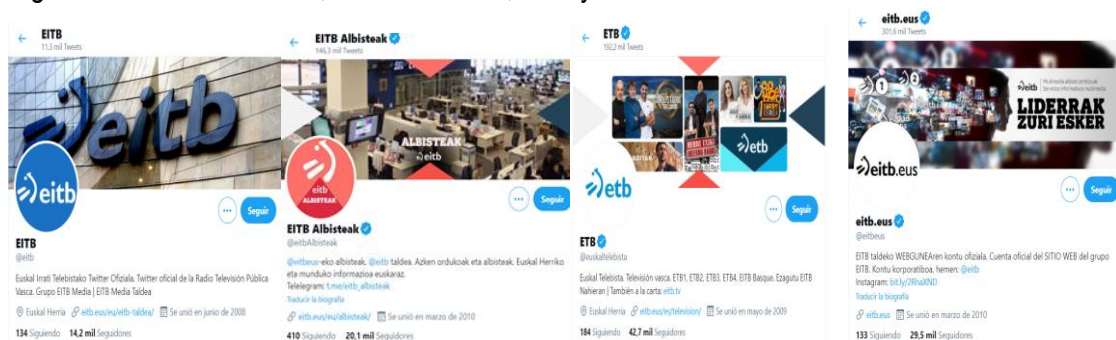 EITB
11,3 mil Tweets
eitb
eitb
Seguir
EITB
@eitb
Euskal Irrati Telebistako Twitter Ofiziala. Twitter oficial de la Radio Televisión Pública
Vasca. Grupo EITB Media | EITB Media Taldea
Euskal Herria eitb.eus/eu/eitb-taldea/ Se unió en junio de 2008
134 Siguiendo 14,2 mil Seguidores
EITB Albisteak
146,3 mil Tweets
ALBISTEAK
eitb
eitb
ALBISTEAK
Seguir
EITB Albisteak
@eitbAlbisteak
@eitbeus-eko albisteak. @eitb taldea. Azken ordukoak eta albisteak. Euskal Herriko
eta munduko informazioa euskaraz.
Telelegram: t.me/eitb_albisteak
Traducir la biografía
eitb.eus/eu/albisteak/ Se unió en marzo de 2010
410 Siguiendo 20,1 mil Seguidores
ETB
192,2 mil Tweets
etb
etb
Seguir
ETB
@euskaltelebista
Euskal Telebista. Televisión vasca. ETB1, ETB2, ETB3, ETB4, EITB Basque. Ezagutu EITB
Nahieran | También a la carta: eitb.tv
Euskal Herria eitb.eus/es/television/ Se unió en mayo de 2009
184 Siguiendo 42,7 mil Seguidores
eitb.eus
301,6 mil Tweets
eitb
LIDERRAK
ZURI ESKER
eitb.eus
Seguir
eitb.eus
@eitbeus
EITB taldeko WEBGUNEAren kontu ofiziala. Cuenta oficial del SITIO WEB del grupo
EITB. Kontu korporatiboa, hemen: @eitb
Instagram: bit.ly/2RhaXND
Traducir la biografía
eitb.eus Se unió en marzo de 2010
133 Siguiendo 29,5 mil Seguidores